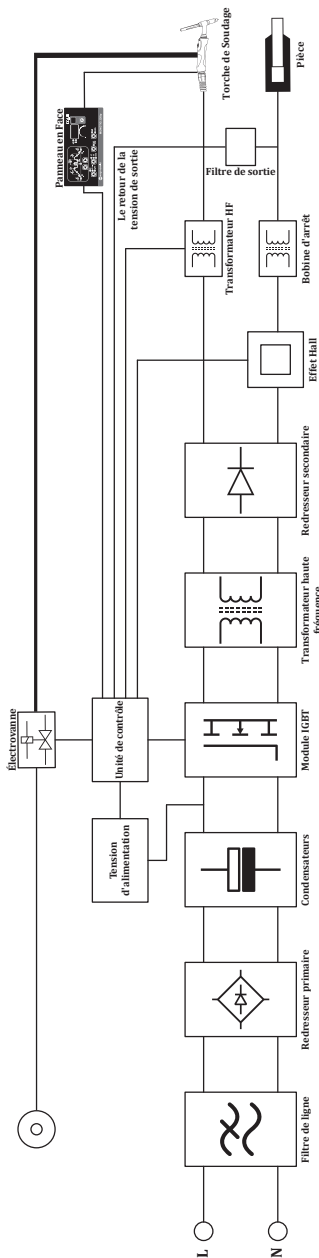 Torche de Soudage
Pièce
Panneau en Face
Le retour de la
tension de sortie
Filtre de sortie
Transformateur HF
Bobine d'arrêt
Effet Hall
Redresseur secondaire
Transformateur haute
fréquence
Électrovanne
Unité de contrôle
Module IGBT
Tension
d'alimentation
Condensateurs
Redresseur primaire
Filtre de ligne
L
N